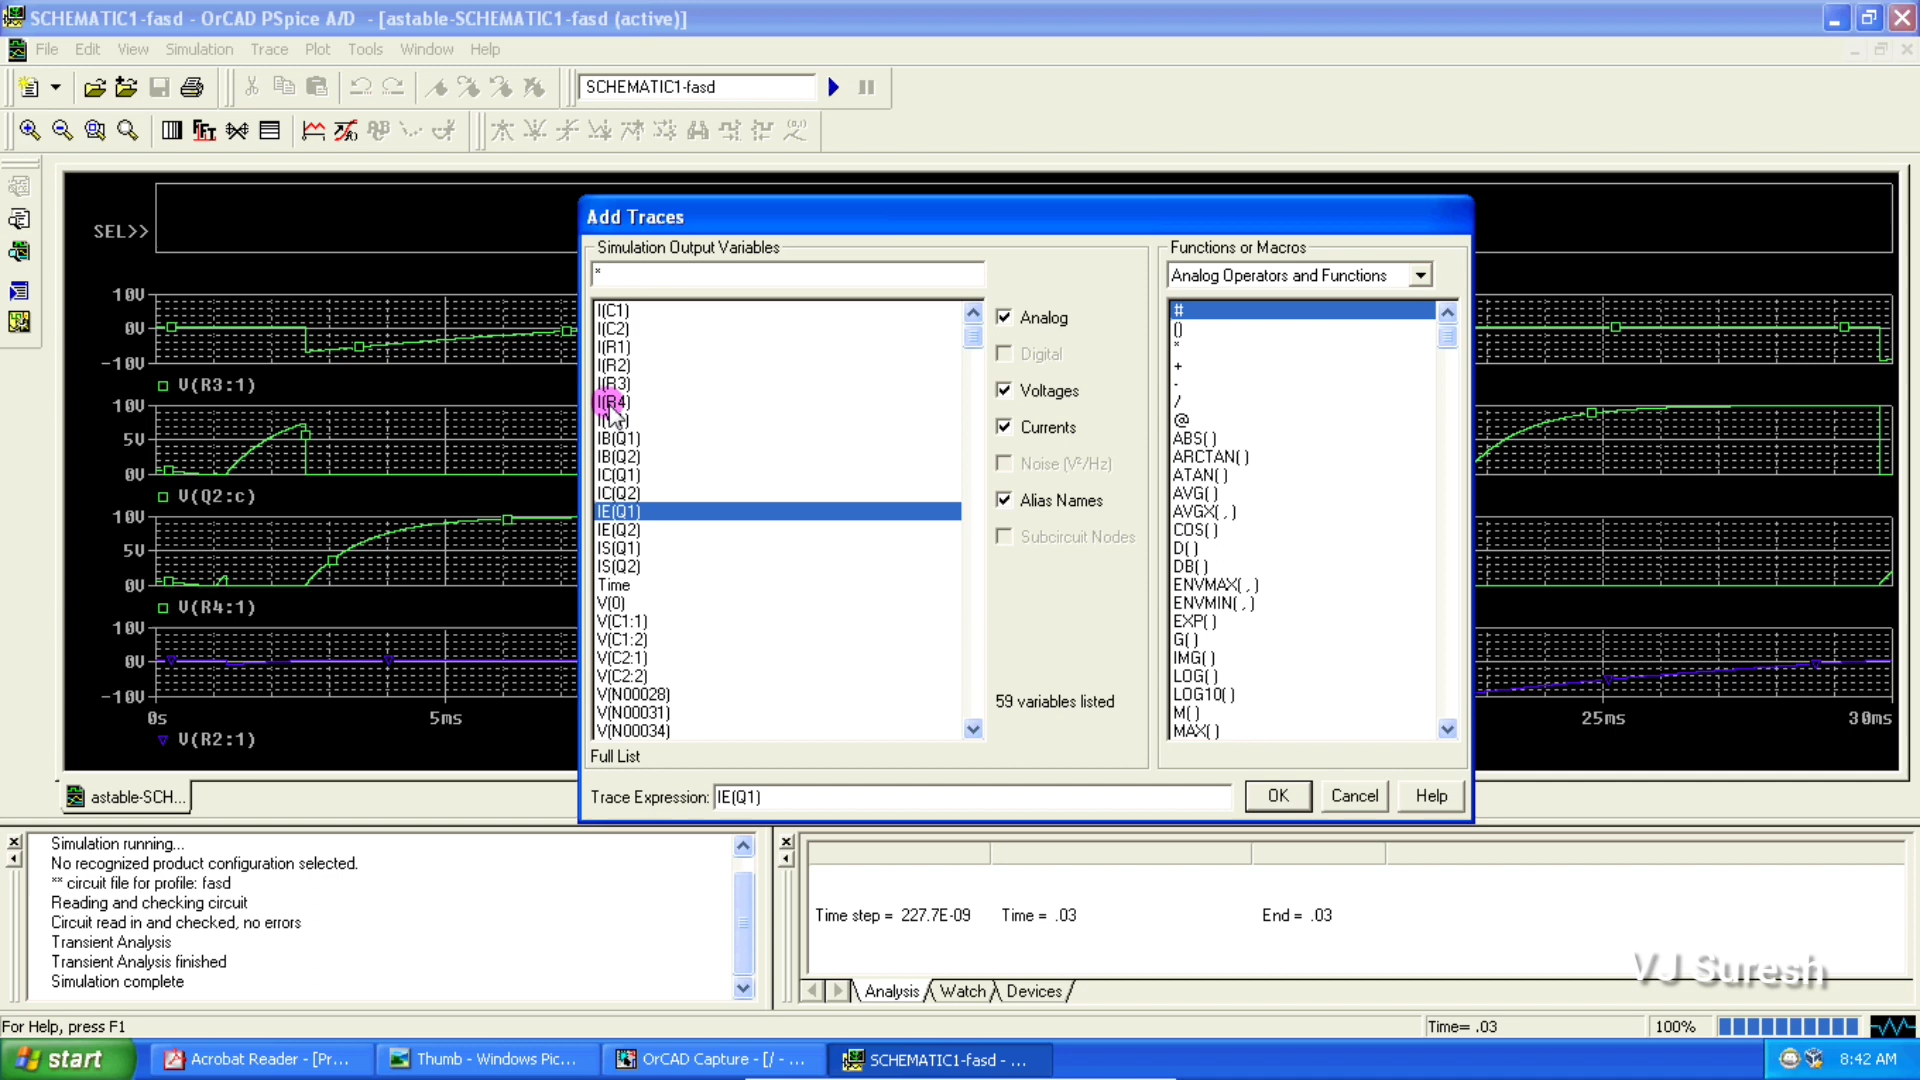 SCHEMATIC1-fasd - OrCAD PSpice A/D - [astable-SCHEMATIC1-fasd (active)]
File Edit View Simulation Trace Plot Tools Window Help
SCHEMATIC1-fasd
SEL>>
10V
0V
-10V
V(R3:1)
10V
5V
0V
V(Q2:c)
10V
5V
0V
V(R4:1)
10V
0V
-10V
0s 5ms 25ms 30ms
V(R2:1)
Add Traces
Simulation Output Variables
*
I(C1)
I(C2)
I(R1)
I(R2)
I(R3)
I(R4)
IB(Q1)
IB(Q2)
IC(Q1)
IC(Q2)
IE(Q1)
IE(Q2)
IS(Q1)
IS(Q2)
Time
V(0)
V(C1:1)
V(C1:2)
V(C2:1)
V(C2:2)
V(N00028)
V(N00031)
V(N00034)
Full List
Analog
Digital
Voltages
Currents
Noise (V²/Hz)
Alias Names
Subcircuit Nodes
59 variables listed
Functions or Macros
Analog Operators and Functions
#
()
*
+
-
/
@
ABS( )
ARCTAN( )
ATAN( )
AVG( )
AVGX( , )
COS( )
D( )
DB( )
ENVMAX( , )
ENVMIN( , )
EXP( )
G( )
IMG( )
LOG( )
LOG10( )
M( )
MAX( )
Trace Expression: IE(Q1)
OK Cancel Help
astable-SCH...
Simulation running...
No recognized product configuration selected.
** circuit file for profile: fasd
Reading and checking circuit
Circuit read in and checked, no errors
Transient Analysis
Transient Analysis finished
Simulation complete
Time step = 227.7E-09 Time = .03 End = .03
Analysis Watch Devices
VJ Suresh
For Help, press F1
Time= .03 100%
start Acrobat Reader - [Pr... Thumb - Windows Pic... OrCAD Capture - [/ - ... SCHEMATIC1-fasd - ... 8:42 AM